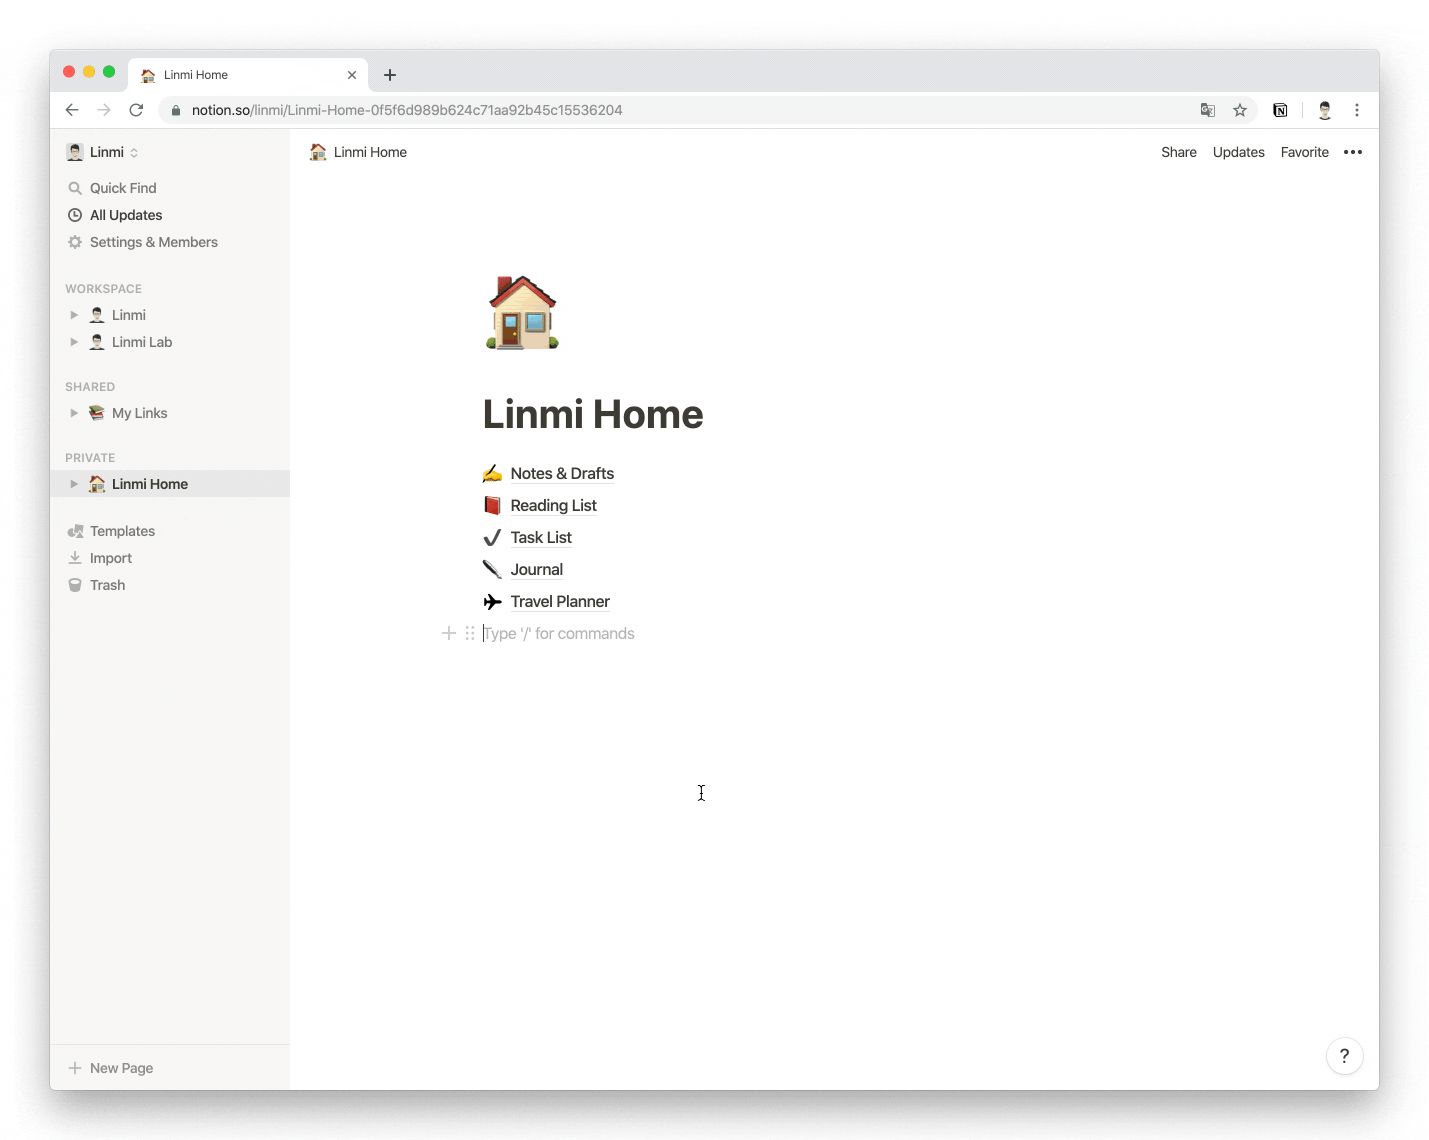 Linmi Home
notion.so/linmi/Linmi-Home-0f5f6d989b624c71aa92b45c15536204
Linmi
Linmi Home
Share Updates Favorite •••
Quick Find
All Updates
Settings & Members
WORKSPACE
Linmi
Linmi Lab
SHARED
My Links
PRIVATE
Linmi Home
Templates
Import
Trash
New Page
Linmi Home
Notes & Drafts
Reading List
Task List
Journal
Travel Planner
Type '/' for commands
?